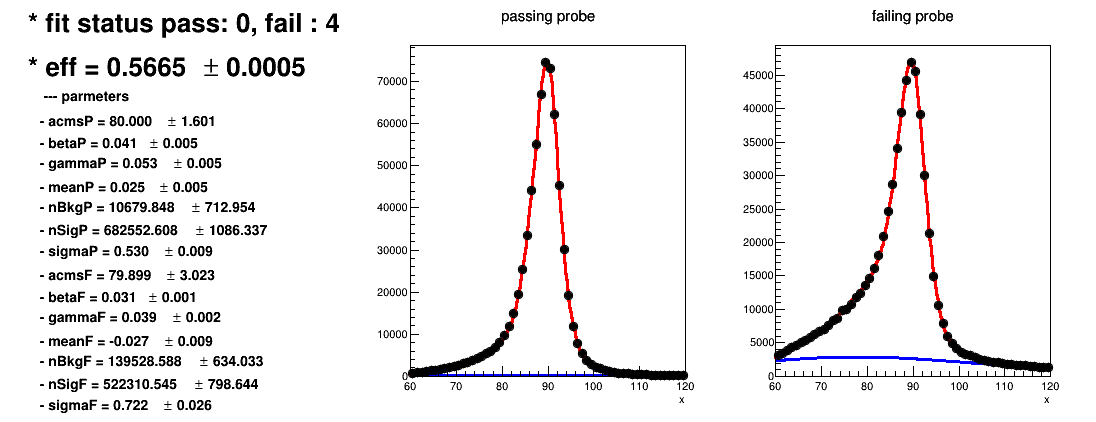 * fit status pass: 0, fail : 4
* eff = 0.5665 ± 0.0005
--- parmeters
- acmsP = 80.000 ± 1.601
- betaP = 0.041 ± 0.005
- gammaP = 0.053 ± 0.005
- meanP = 0.025 ± 0.005
- nBkgP = 10679.848 ± 712.954
- nSigP = 682552.608 ± 1086.337
- sigmaP = 0.530 ± 0.009
- acmsF = 79.899 ± 3.023
- betaF = 0.031 ± 0.001
- gammaF = 0.039 ± 0.002
- meanF = -0.027 ± 0.009
- nBkgF = 139528.588 ± 634.033
- nSigF = 522310.545 ± 798.644
- sigmaF = 0.722 ± 0.026
passing probe
70000
60000
50000
40000
30000
20000
10000
0
60 70 80 90 100 110 120
x
failing probe
45000
40000
35000
30000
25000
20000
15000
10000
5000
0
60 70 80 90 100 110 120
x